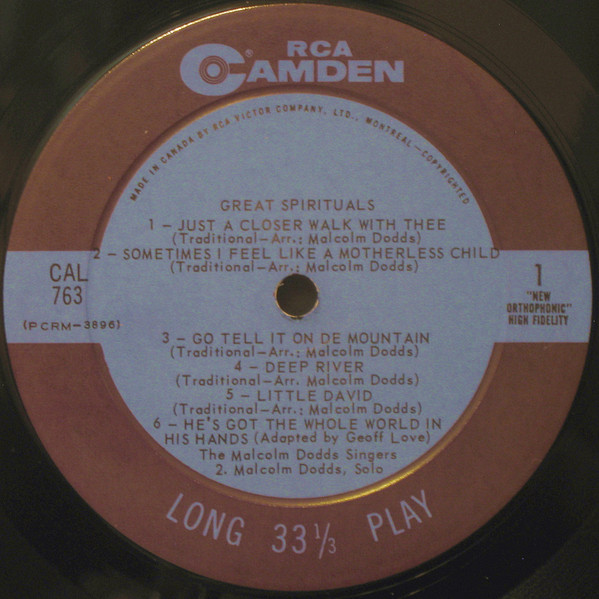 RCA
CAMDEN
®
MADE IN CANADA BY RCA VICTOR COMPANY, LTD., MONTREAL—COPYRIGHTED
GREAT SPIRITUALS
1 – JUST A CLOSER WALK WITH THEE
(Traditional–Arr.: Malcolm Dodds)
2 – SOMETIMES I FEEL LIKE A MOTHERLESS CHILD
(Traditional–Arr.: Malcolm Dodds)
CAL
763
(PCRM–3896)
1
"NEW
ORTHOPHONIC"
HIGH FIDELITY
3 – GO TELL IT ON DE MOUNTAIN
(Traditional–Arr.: Malcolm Dodds)
4 – DEEP RIVER
(Traditional–Arr.: Malcolm Dodds)
5 – LITTLE DAVID
(Traditional–Arr.: Malcolm Dodds)
6 – HE'S GOT THE WHOLE WORLD IN
HIS HANDS (Adapted by Geoff Love)
The Malcolm Dodds Singers
2. Malcolm Dodds, Solo
LONG 33⅓ PLAY